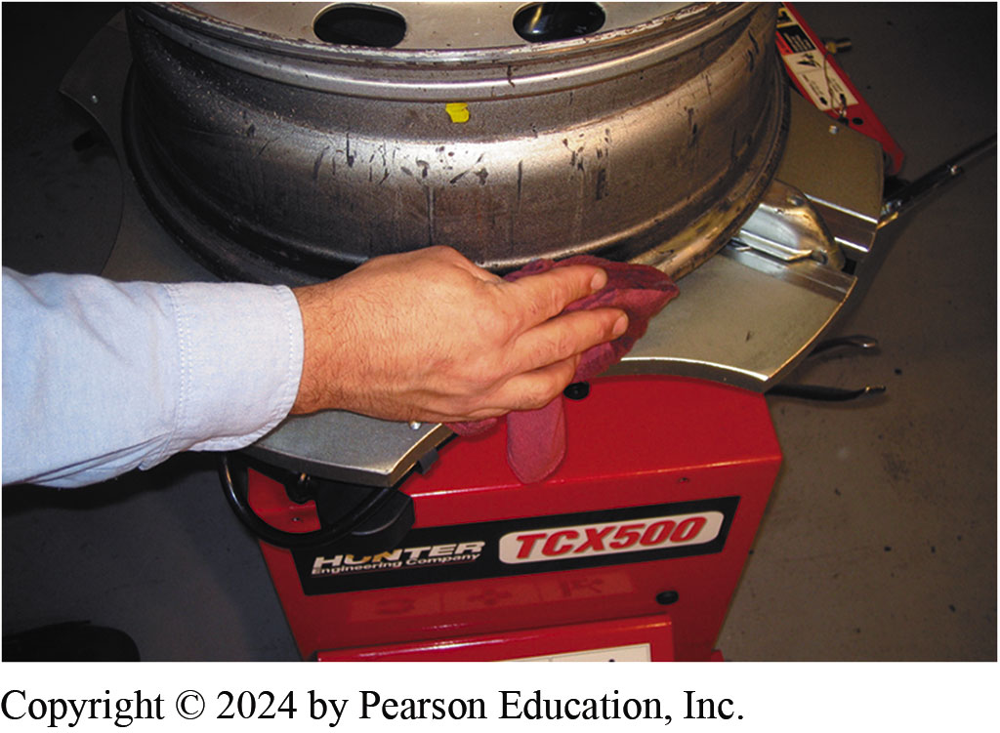 HUNTER
Engineering Company
TCX500
Copyright © 2024 by Pearson Education, Inc.